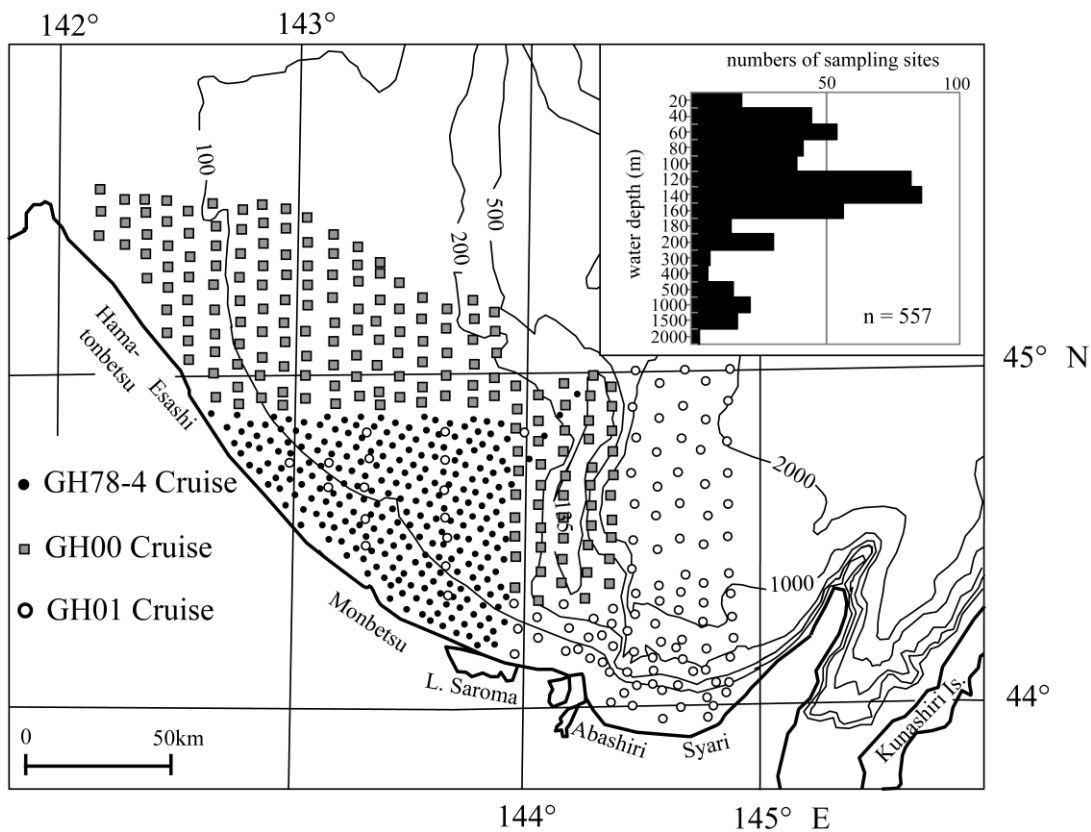 142°
143°
numbers of sampling sites
50
100
20
40
60
80
100
120
140
160
180
200
300
400
500
1000
1500
2000
water depth (m)
n = 557
100
200
500
45° N
Hama-
tonbetsu
Esashi
GH78-4 Cruise
GH00 Cruise
GH01 Cruise
135
2000
1000
Monbetsu
L. Saroma
Abashiri
Syari
Kunashiri Is.
44°
0
50km
144°
145° E